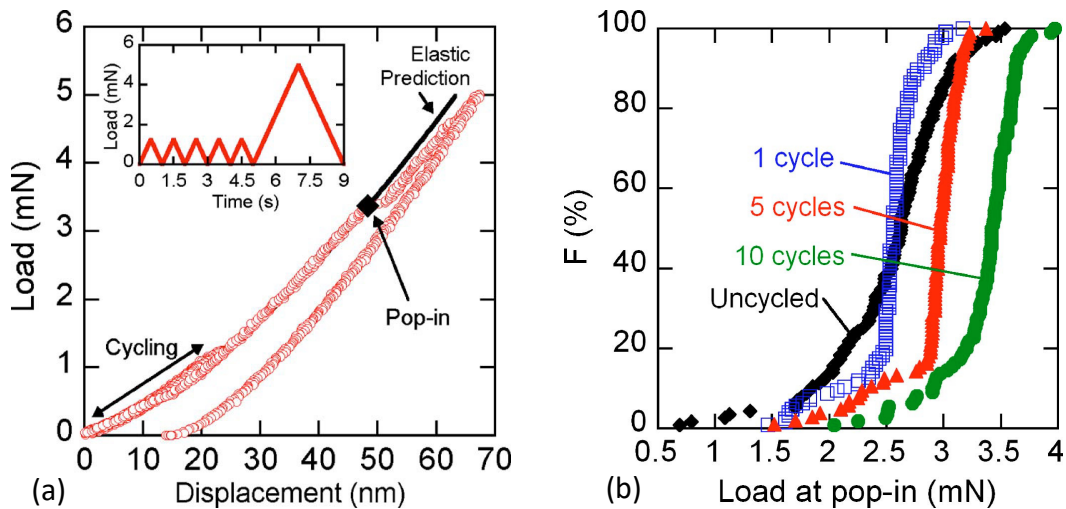 6
5
4
3
2
1
0
Load (mN)
6
4
2
0
Load (mN)
0 1.5 3 4.5 6 7.5 9
Time (s)
Elastic
Prediction
Pop-in
Cycling
0 10 20 30 40 50 60 70
Displacement (nm)
(a)
100
80
60
40
20
0
F (%)
1 cycle
5 cycles
10 cycles
Uncycled
0.5 1 1.5 2 2.5 3 3.5 4
Load at pop-in (mN)
(b)